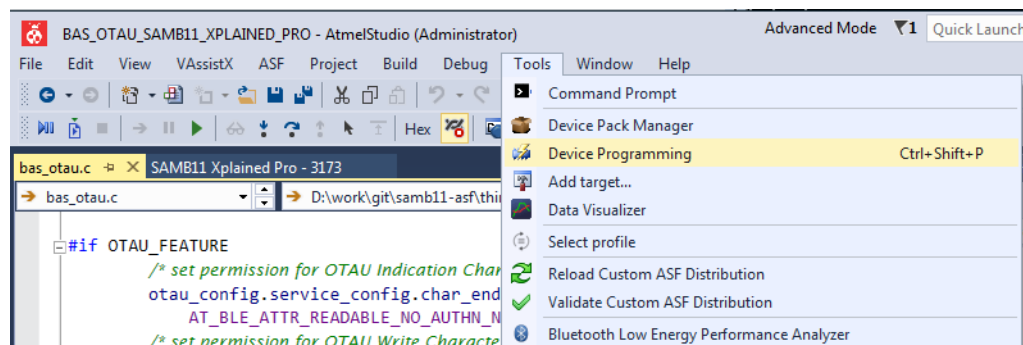 BAS_OTAU_SAMB11_XPLAINED_PRO - AtmelStudio (Administrator)
Advanced Mode 1 Quick Launch
File Edit View VAssistX ASF Project Build Debug Tools Window Help
Hex
bas_otau.c SAMB11 Xplained Pro - 3173
bas_otau.c D:\work\git\samb11-asf\thi
#if OTAU_FEATURE
/* set permission for OTAU Indication Char
otau_config.service_config.char_end
AT_BLE_ATTR_READABLE_NO_AUTHN_N
/* set permission for OTAU Write Characte
Command Prompt
Device Pack Manager
Device Programming Ctrl+Shift+P
Add target...
Data Visualizer
Select profile
Reload Custom ASF Distribution
Validate Custom ASF Distribution
Bluetooth Low Energy Performance Analyzer